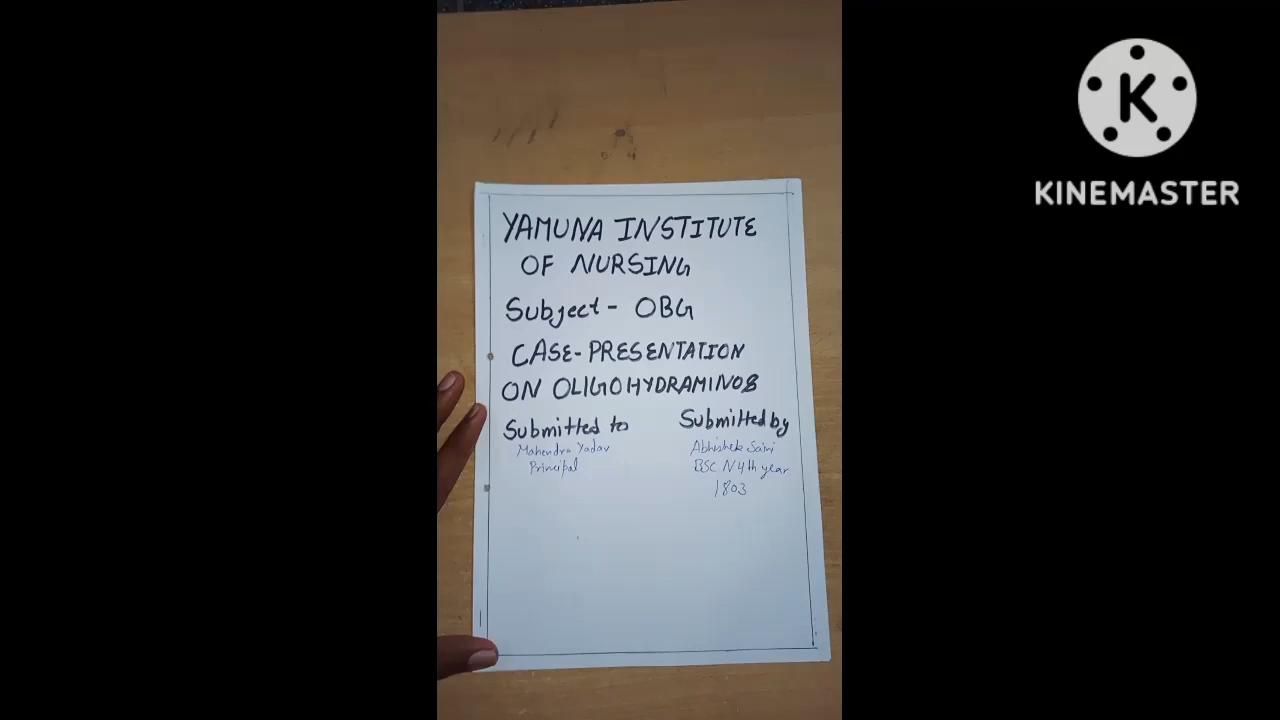 YAMUNA INSTITUTE
OF NURSING
Subject - OBG
CASE-PRESENTATION
ON OLIGOHYDRAMINOS
Submitted to Submitted by
Mahendra Yadav Abhishek Saini
Principal BSC N 4th year
1803
K
KINEMASTER